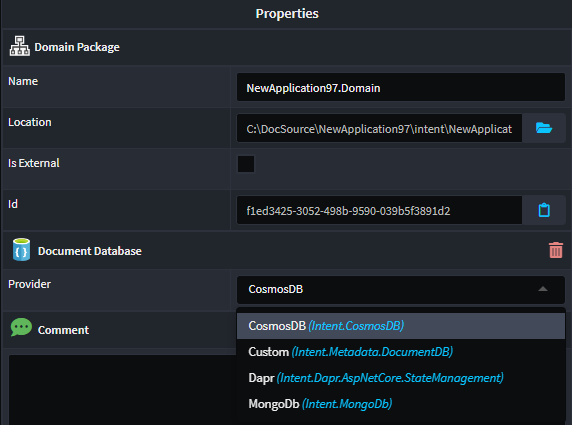 Properties
Domain Package
Name
NewApplication97.Domain
Location
C:\DocSource\NewApplication97\intent\NewApplicat
Is External
Id
f1ed3425-3052-498b-9590-039b5f3891d2
Document Database
Provider
CosmosDB
Comment
CosmosDB (Intent.CosmosDB)
Custom (Intent.Metadata.DocumentDB)
Dapr (Intent.Dapr.AspNetCore.StateManagement)
MongoDb (Intent.MongoDb)